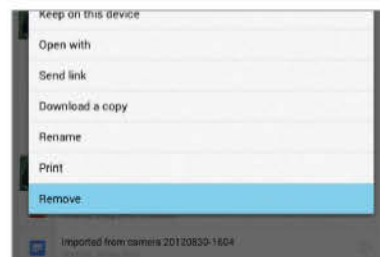 Keep on this device
Open with
Send link
Download a copy
Rename
Print
Remove
Imported from camera 20120830-1604